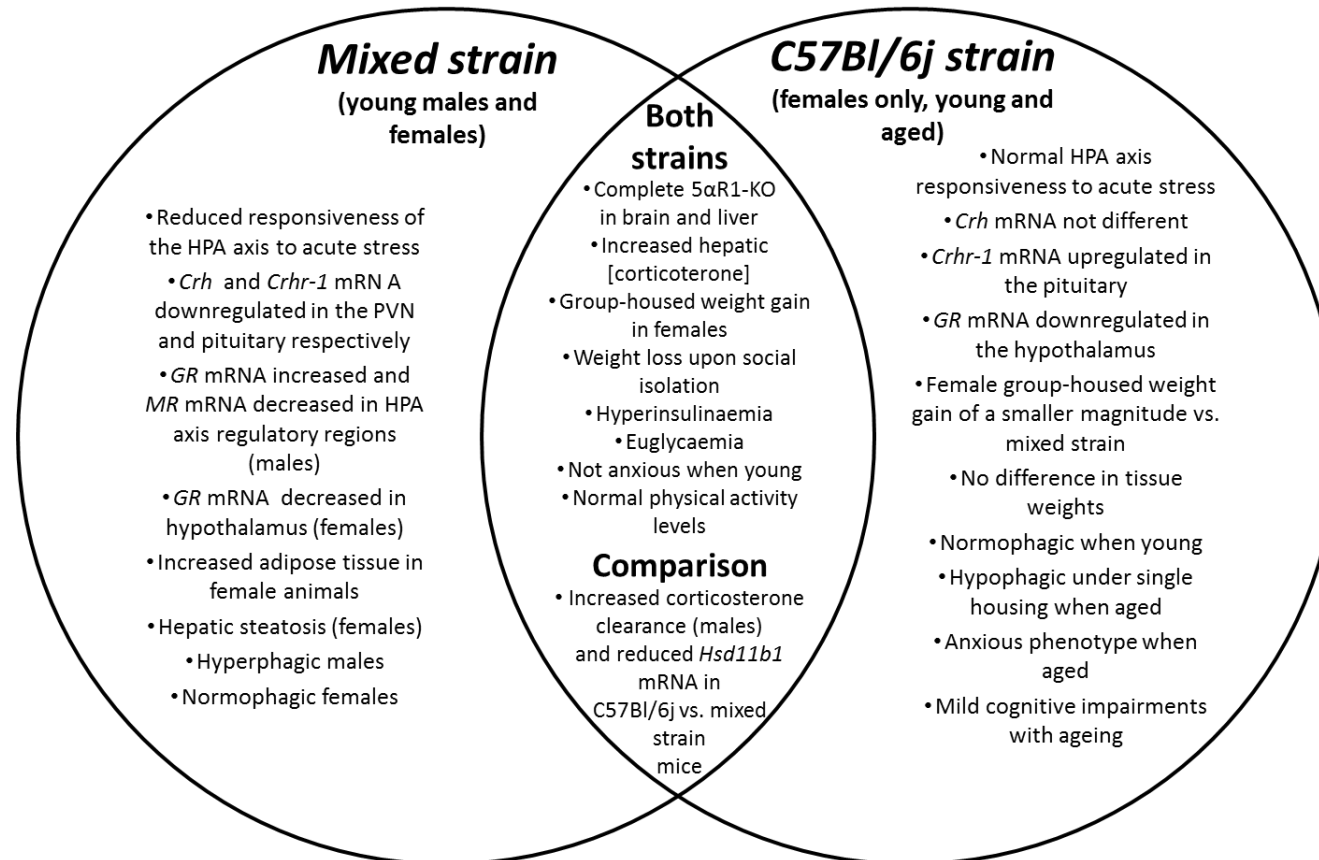 Mixed strain
(young males and
females)
•Reduced responsiveness of
the HPA axis to acute stress
•Crh and Crhr-1 mRN A
downregulated in the PVN
and pituitary respectively
•GR mRNA increased and
MR mRNA decreased in HPA
axis regulatory regions
(males)
•GR mRNA decreased in
hypothalamus (females)
•Increased adipose tissue in
female animals
•Hepatic steatosis (females)
•Hyperphagic males
•Normophagic females
Both
strains
•Complete 5αR1-KO
in brain and liver
•Increased hepatic
[corticoterone]
•Group-housed weight gain
in females
•Weight loss upon social
isolation
•Hyperinsulinaemia
•Euglycaemia
•Not anxious when young
•Normal physical activity
levels
Comparison
• Increased corticosterone
clearance (males)
and reduced Hsd11b1
mRNA in
C57Bl/6j vs. mixed
strain
mice
C57Bl/6j strain
(females only, young and
aged)
•Normal HPA axis
responsiveness to acute stress
•Crh mRNA not different
•Crhr-1 mRNA upregulated in
the pituitary
•GR mRNA downregulated in
the hypothalamus
•Female group-housed weight
gain of a smaller magnitude vs.
mixed strain
•No difference in tissue
weights
•Normophagic when young
•Hypophagic under single
housing when aged
•Anxious phenotype when
aged
•Mild cognitive impairments
with ageing